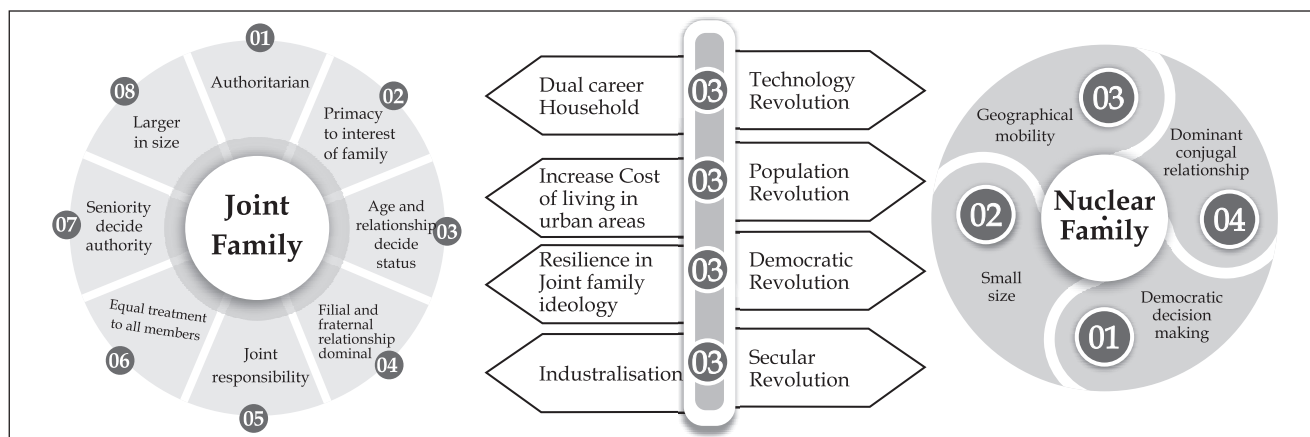 01
Authoritarian
02
Primacy
to interest
of family
03
Age and
relationship
decide
status
04
Filial and
fraternal
relationship
dominal
05
Joint
responsibility
06
Equal treatment
to all members
07
Seniority
decide
authority
08
Larger
in size
Joint
Family
Dual career
Household
03
Technology
Revolution
Increase Cost
of living in
urban areas
03
Population
Revolution
Resilience in
Joint family
ideology
03
Democratic
Revolution
Industralisation
03
Secular
Revolution
Nuclear
Family
03
Geographical
mobility
Dominant
conjugal
relationship
04
02
Small
size
01
Democratic
decision
making